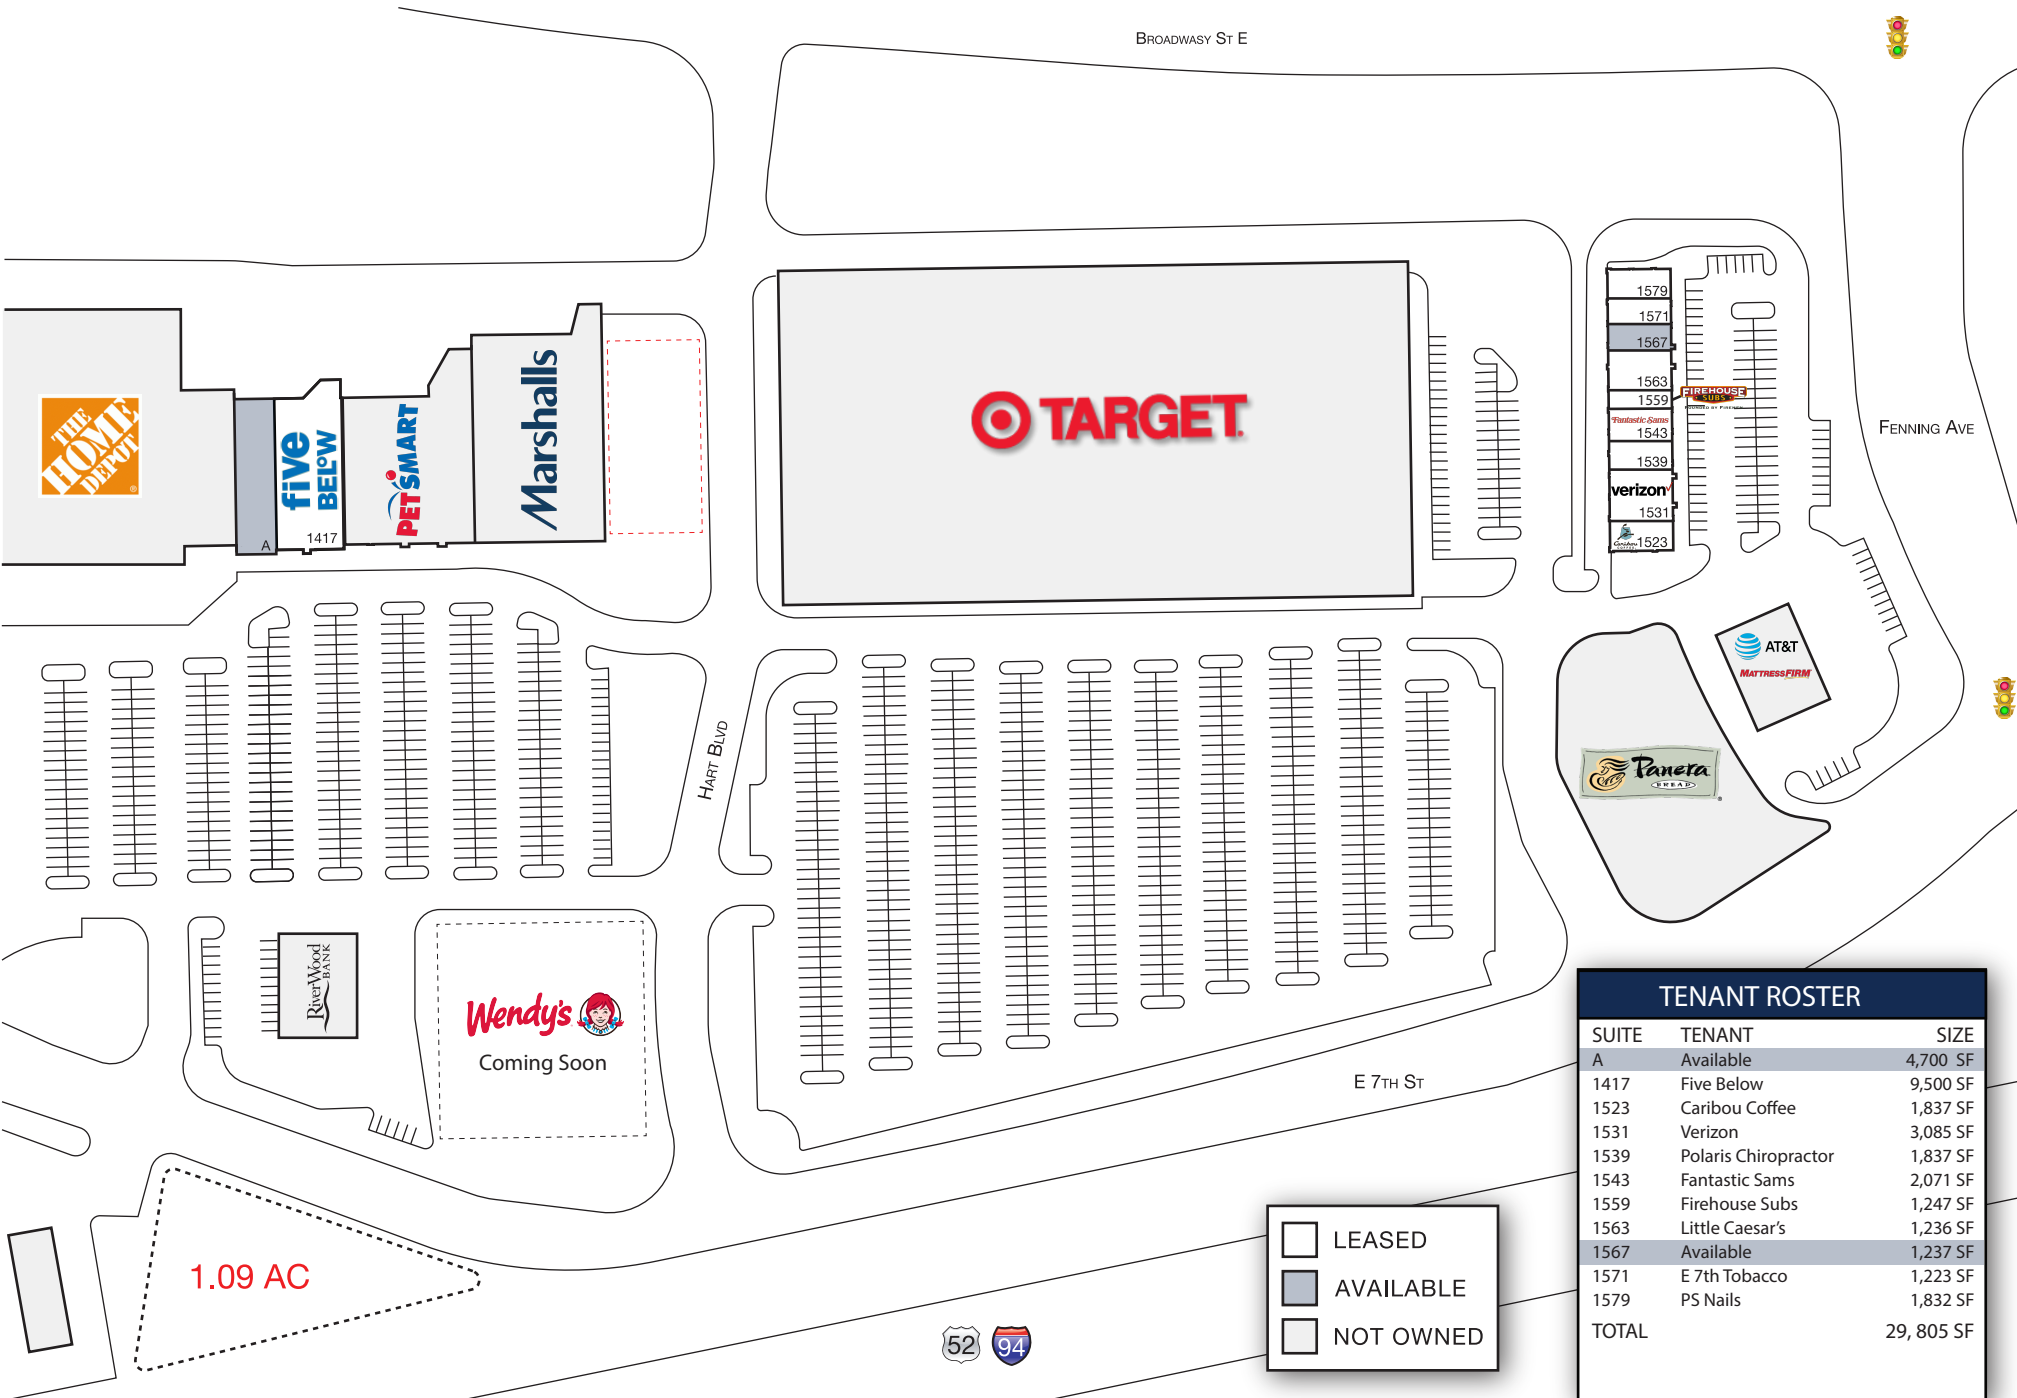 BROADWASY ST E
FENNING AVE
THE
HOME
DEPOT
A
five
BELOW
1417
PETSMART
Marshalls
TARGET
1579
1571
1567
1563
1559
FIREHOUSE
SUBS
FOUNDED BY FIREMEN
Fantastic Sams
1543
1539
verizon
1531
Caribou
COFFEE
1523
AT&T
MATTRESSFIRM
Panera
BREAD
HART BLVD
RiverWood
BANK
Wendy's
Coming Soon
E 7TH ST
1.09 AC
52
94
LEASED
AVAILABLE
NOT OWNED
TENANT ROSTER
SUITE TENANT SIZE
A Available 4,700 SF
1417 Five Below 9,500 SF
1523 Caribou Coffee 1,837 SF
1531 Verizon 3,085 SF
1539 Polaris Chiropractor 1,837 SF
1543 Fantastic Sams 2,071 SF
1559 Firehouse Subs 1,247 SF
1563 Little Caesar's 1,236 SF
1567 Available 1,237 SF
1571 E 7th Tobacco 1,223 SF
1579 PS Nails 1,832 SF
TOTAL 29, 805 SF